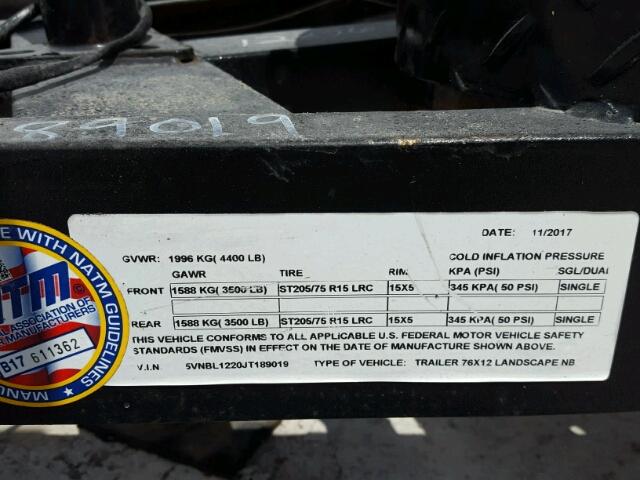 89019
DATE: 11/2017
GVWR: 1996 KG( 4400 LB) COLD INFLATION PRESSURE
GAWR TIRE RIM KPA (PSI) SGL/DUAL
FRONT 1588 KG( 3500 LB) ST205/75 R15 LRC 15X5 345 KPA( 50 PSI) SINGLE
REAR 1588 KG( 3500 LB) ST205/75 R15 LRC 15X5 345 KPA( 50 PSI) SINGLE
THIS VEHICLE CONFORMS TO ALL APPLICABLE U.S. FEDERAL MOTOR VEHICLE SAFETY
STANDARDS (FMVSS) IN EFFECT ON THE DATE OF MANUFACTURE SHOWN ABOVE.
V.I.N 5VNBL1220JT189019 TYPE OF VEHICLE: TRAILER 76X12 LANDSCAPE NB
E WITH NATM GUIDELINES
TM
ASSOCIATION OF
MANUFACTURERS
B17 611362
MANU